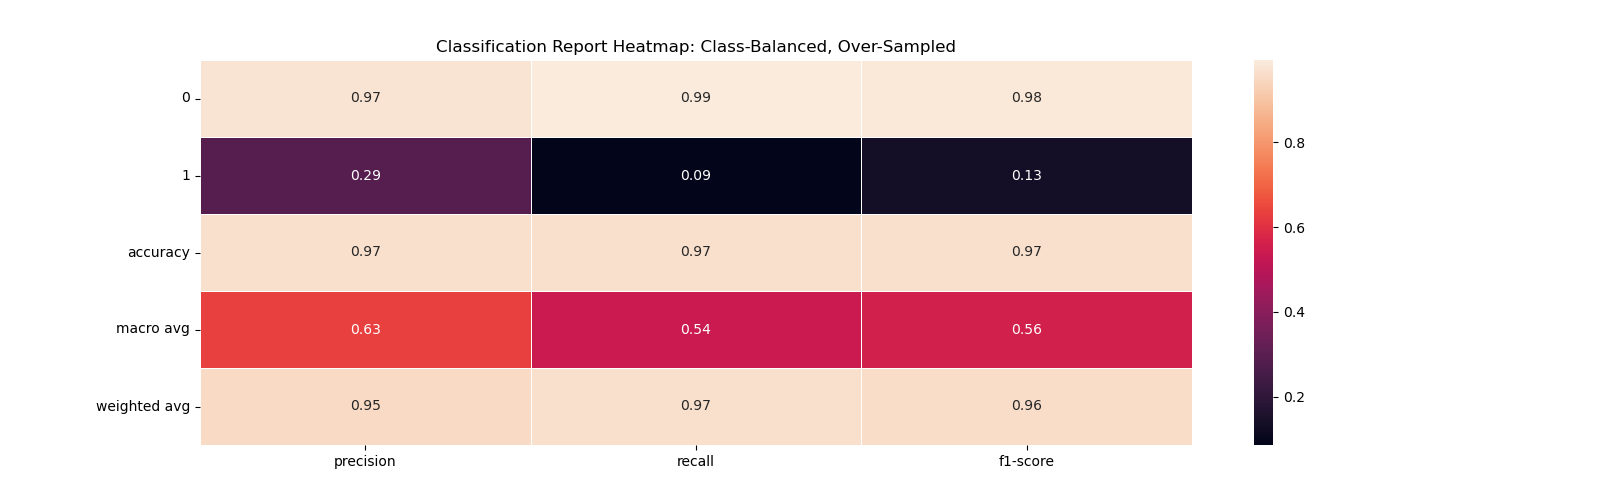 Classification Report Heatmap: Class-Balanced, Over-Sampled
0 0.97 0.99 0.98
1 0.29 0.09 0.13
accuracy 0.97 0.97 0.97
macro avg 0.63 0.54 0.56
weighted avg 0.95 0.97 0.96
precision recall f1-score
0.8
0.6
0.4
0.2